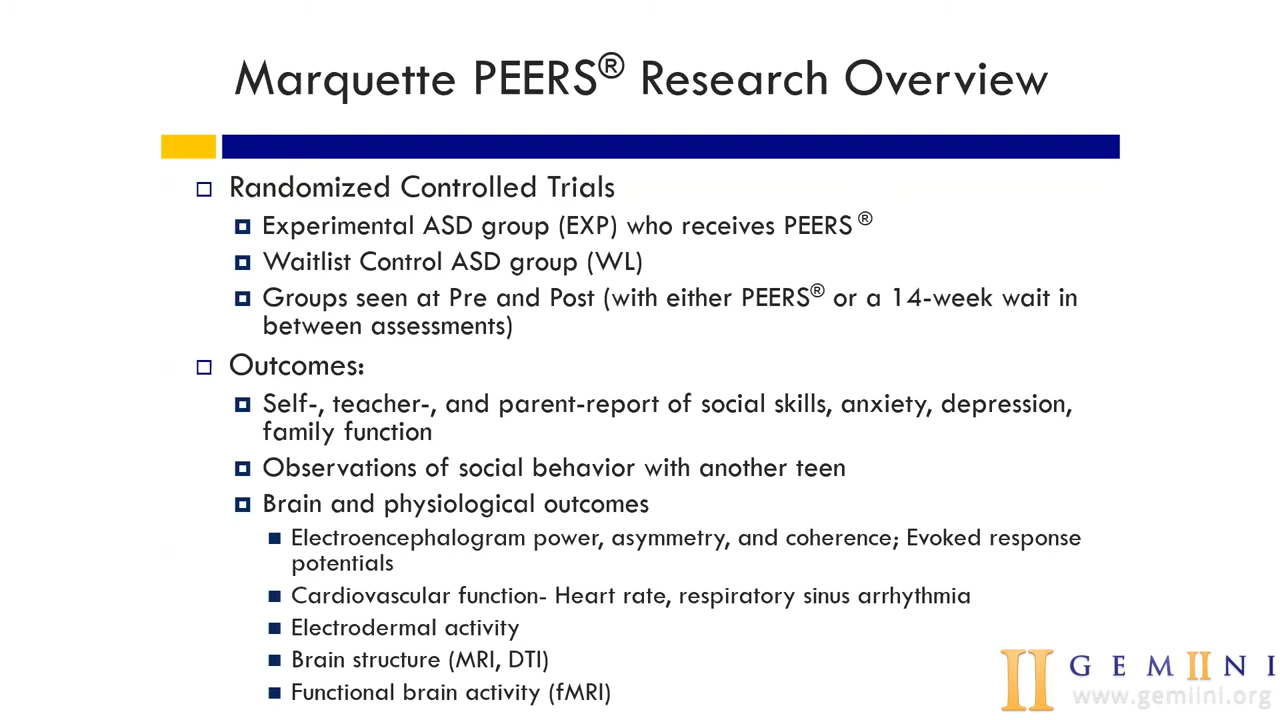 Marquette PEERS® Research Overview
Randomized Controlled Trials
Experimental ASD group (EXP) who receives PEERS ®
Waitlist Control ASD group (WL)
Groups seen at Pre and Post (with either PEERS® or a 14-week wait in
between assessments)
Outcomes:
Self-, teacher-, and parent-report of social skills, anxiety, depression,
family function
Observations of social behavior with another teen
Brain and physiological outcomes
Electroencephalogram power, asymmetry, and coherence; Evoked response
potentials
Cardiovascular function- Heart rate, respiratory sinus arrhythmia
Electrodermal activity
Brain structure (MRI, DTI)
Functional brain activity (fMRI)
II GEMIINI
www.gemiini.org